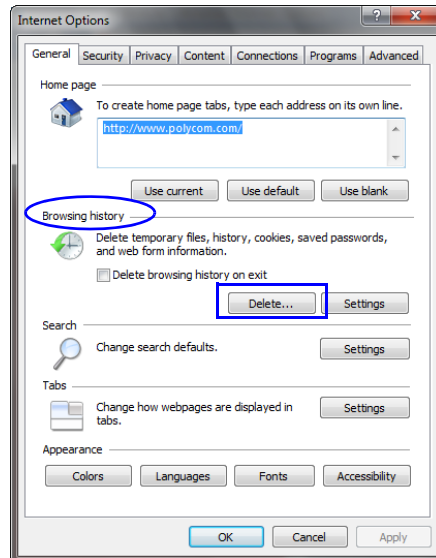 Internet Options
General Security Privacy Content Connections Programs Advanced
Home page
To create home page tabs, type each address on its own line.
http://www.polycom.com/
Use current Use default Use blank
Browsing history
Delete temporary files, history, cookies, saved passwords,
and web form information.
Delete browsing history on exit
Delete... Settings
Search
Change search defaults. Settings
Tabs
Change how webpages are displayed in Settings
tabs.
Appearance
Colors Languages Fonts Accessibility
OK Cancel Apply